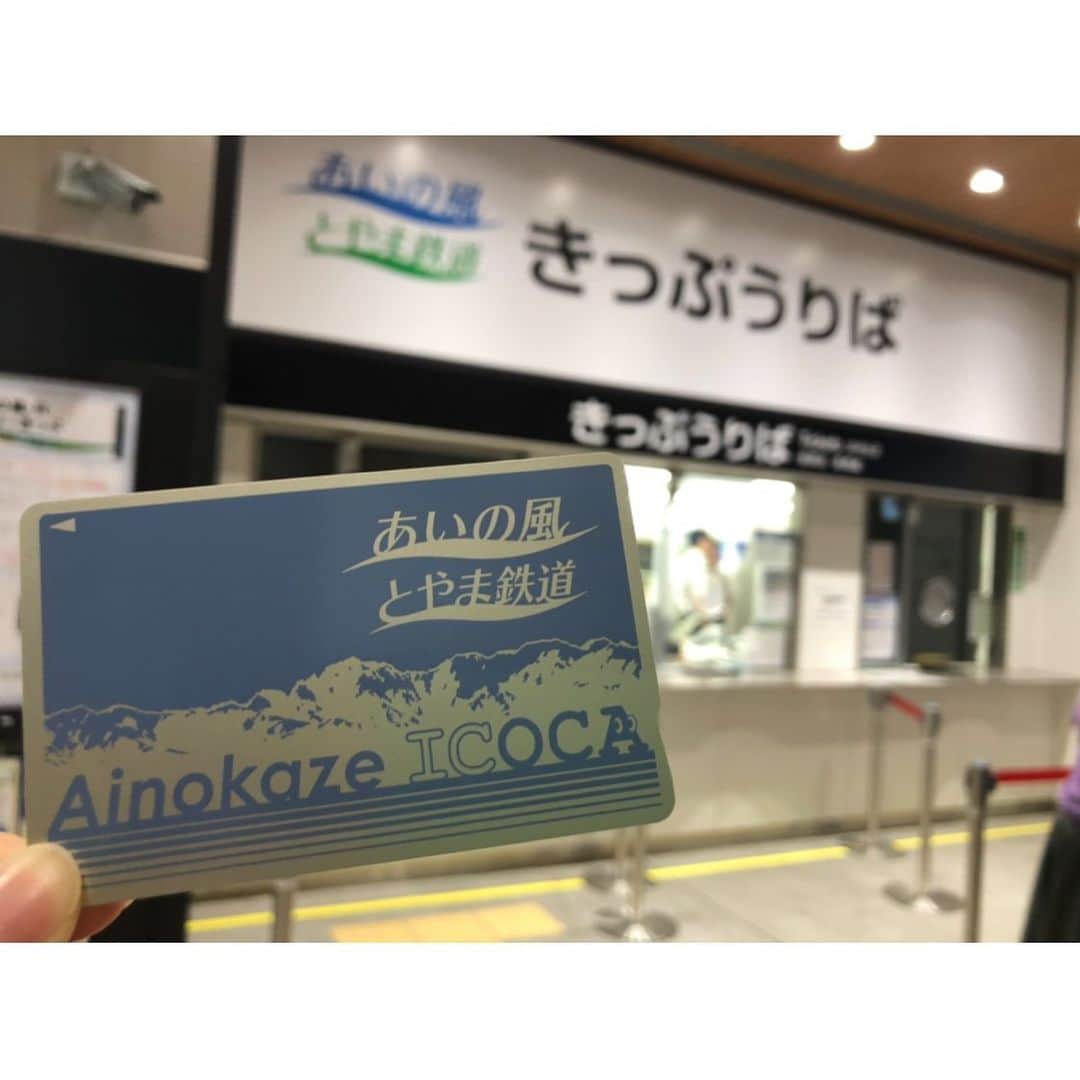 あいの風
とやま鉄道
きっぷうりば
きっぷうりば
あいの風
とやま鉄道
Ainokaze ICOCA